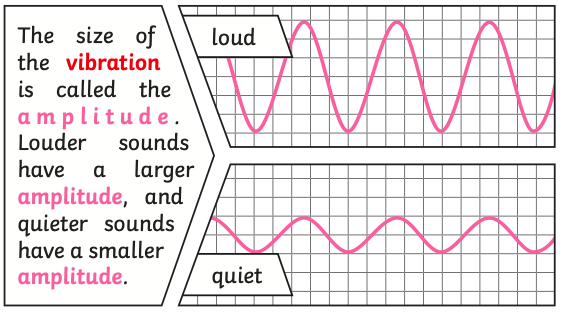 The size of
the vibration
is called the
amplitude.
Louder sounds
have a larger
amplitude, and
quieter sounds
have a smaller
amplitude.
loud
quiet